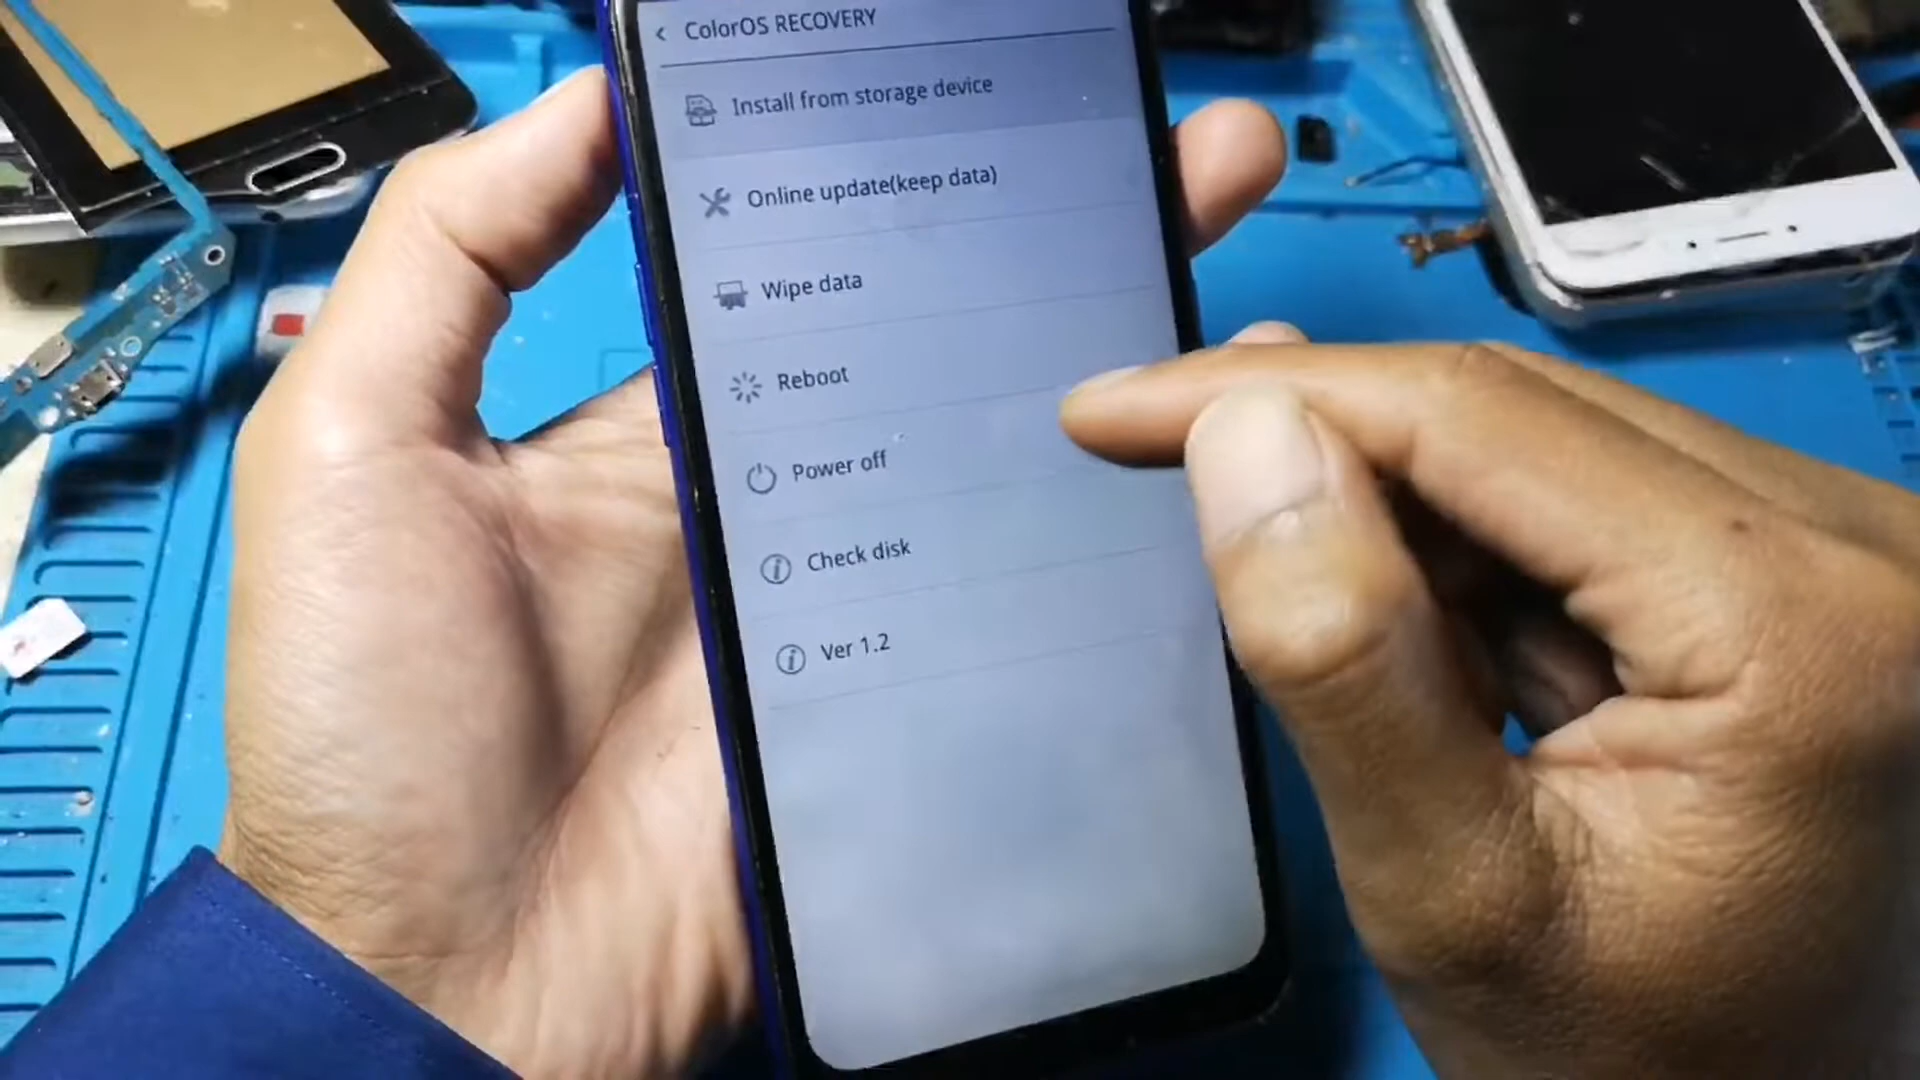 ColorOS RECOVERY
Install from storage device
Online update(keep data)
Wipe data
Reboot
Power off
Check disk
Ver 1.2